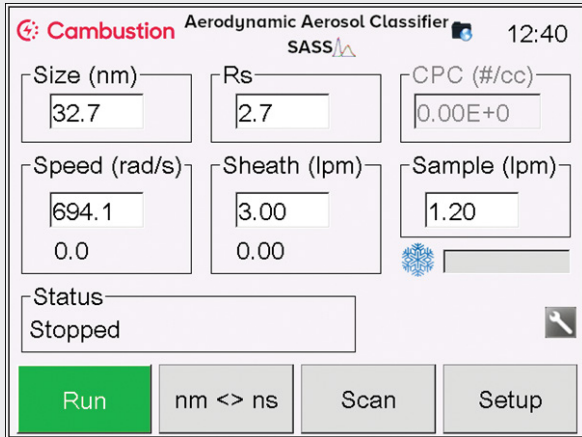 Cambustion Aerodynamic Aerosol Classifier 12:40
SASS
Size (nm) Rs CPC (#/cc)
32.7 2.7 0.00E+0
Speed (rad/s) Sheath (lpm) Sample (lpm)
694.1 3.00 1.20
0.0 0.00
Status
Stopped
Run nm <> ns Scan Setup